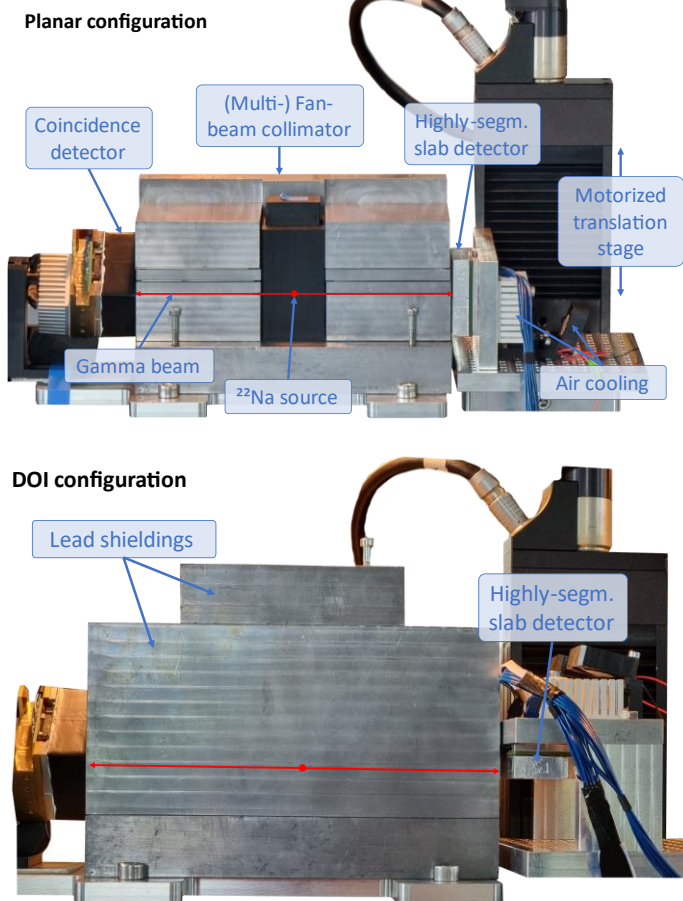 Planar configuration
(Multi-) Fan-
beam collimator
Coincidence
detector
Highly-segm.
slab detector
Motorized
translation
stage
Gamma beam
²²Na source
Air cooling
DOI configuration
Lead shieldings
Highly-segm.
slab detector